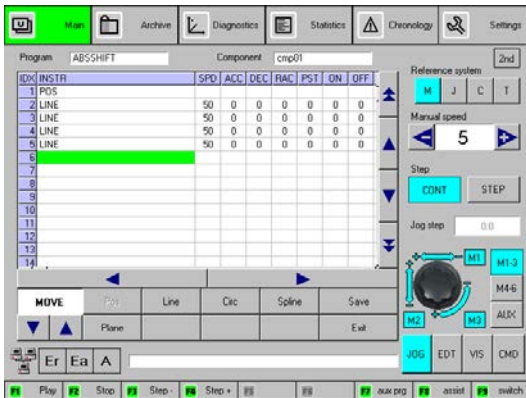 Main Archive Diagnostics Statistics Chronology Settings
Program ABSSHIFT Component cmp01 2nd
IDX INSTR SPD ACC DEC RAC PST ON OFF
1 POS
2 LINE 50 0 0 0 0 0 0
3 LINE 50 0 0 0 0 0 0
4 LINE 50 0 0 0 0 0 0
5 LINE 50 0 0 0 0 0 0
6
7
8
9
10
11
12
13
14
Reference system
M J C T
Manual speed
5
Step
CONT STEP
Jog step 0.0
M1 M1-3
M4-6
M2 M3 AUX
JOG EDT VIS CMD
MOVE Pos Line Circ Spline Save
Plane Exit
Er Ea A
F1 Play F2 Stop F3 Step - F4 Step + F5 F6 F7 aux prg F8 assist F9 switch